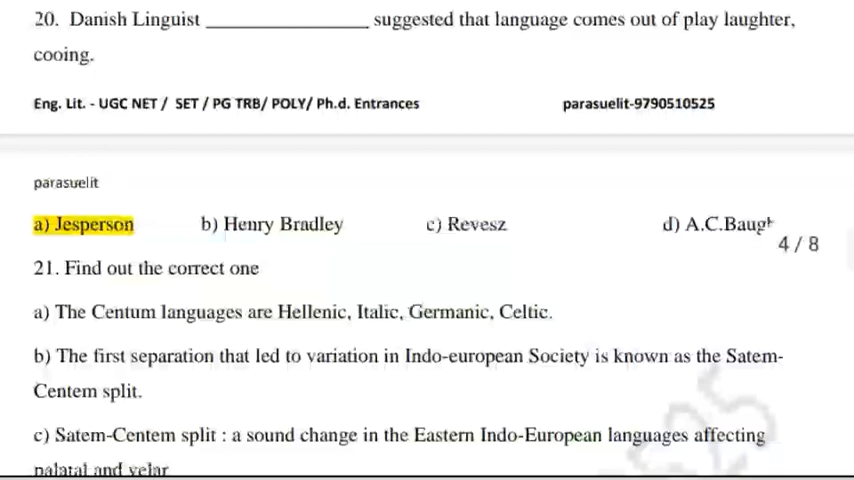 20. Danish Linguist ________________ suggested that language comes out of play laughter,
cooing.
Eng. Lit. - UGC NET / SET / PG TRB/ POLY/ Ph.d. Entrances parasuelit-9790510525
parasuelit
a) Jesperson b) Henry Bradley c) Revesz d) A.C.Baugh
4 / 8
21. Find out the correct one
a) The Centum languages are Hellenic, Italic, Germanic, Celtic.
b) The first separation that led to variation in Indo-european Society is known as the Satem-
Centem split.
c) Satem-Centem split : a sound change in the Eastern Indo-European languages affecting
palatal and velar